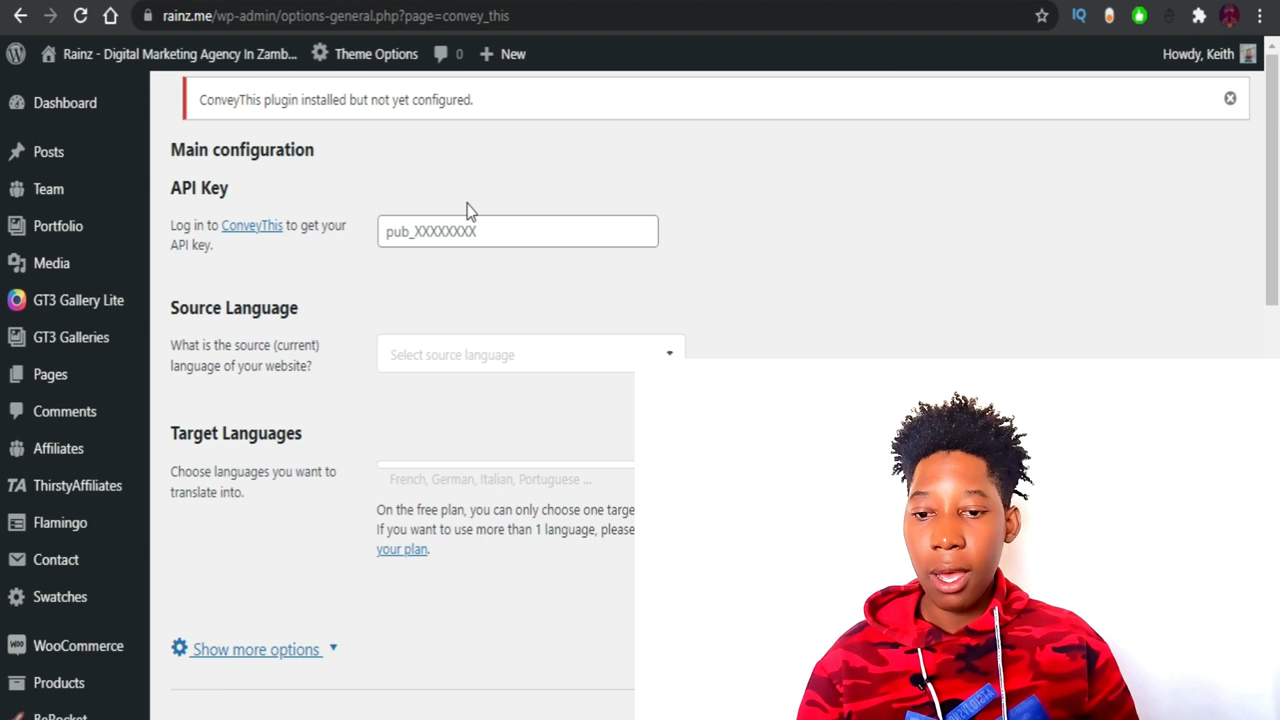 rainz.me/wp-admin/options-general.php?page=convey_this
IQ
Rainz - Digital Marketing Agency In Zamb...
Theme Options
0
New
Howdy, Keith
Dashboard
Posts
Team
Portfolio
Media
GT3 Gallery Lite
GT3 Galleries
Pages
Comments
Affiliates
TA ThirstyAffiliates
Flamingo
Contact
Swatches
WooCommerce
Products
ConveyThis plugin installed but not yet configured.
Main configuration
API Key
Log in to ConveyThis to get your
API key.
pub_XXXXXXXX
Source Language
What is the source (current)
language of your website?
Select source language
Target Languages
Choose languages you want to
translate into.
French, German, Italian, Portuguese ...
On the free plan, you can only choose one targe
If you want to use more than 1 language, please
your plan.
Show more options